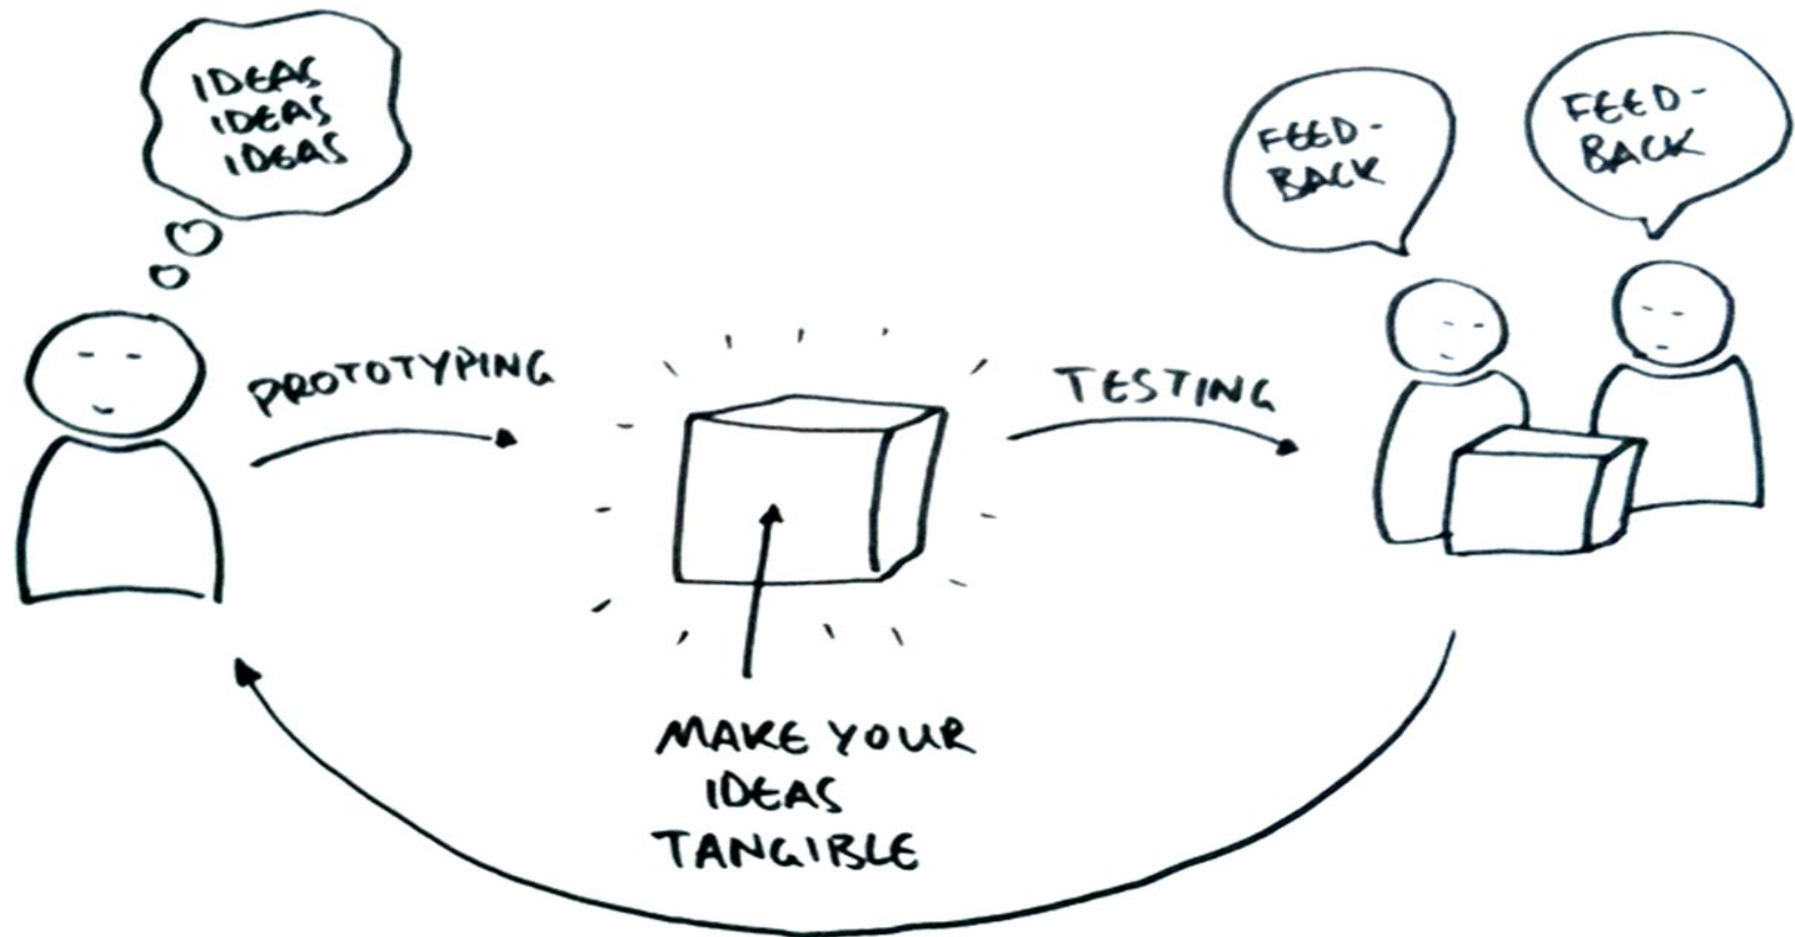 IDEAS
IDEAS
IDEAS
PROTOTYPING
MAKE YOUR
IDEAS
TANGIBLE
TESTING
FEED-
BACK
FEED-
BACK